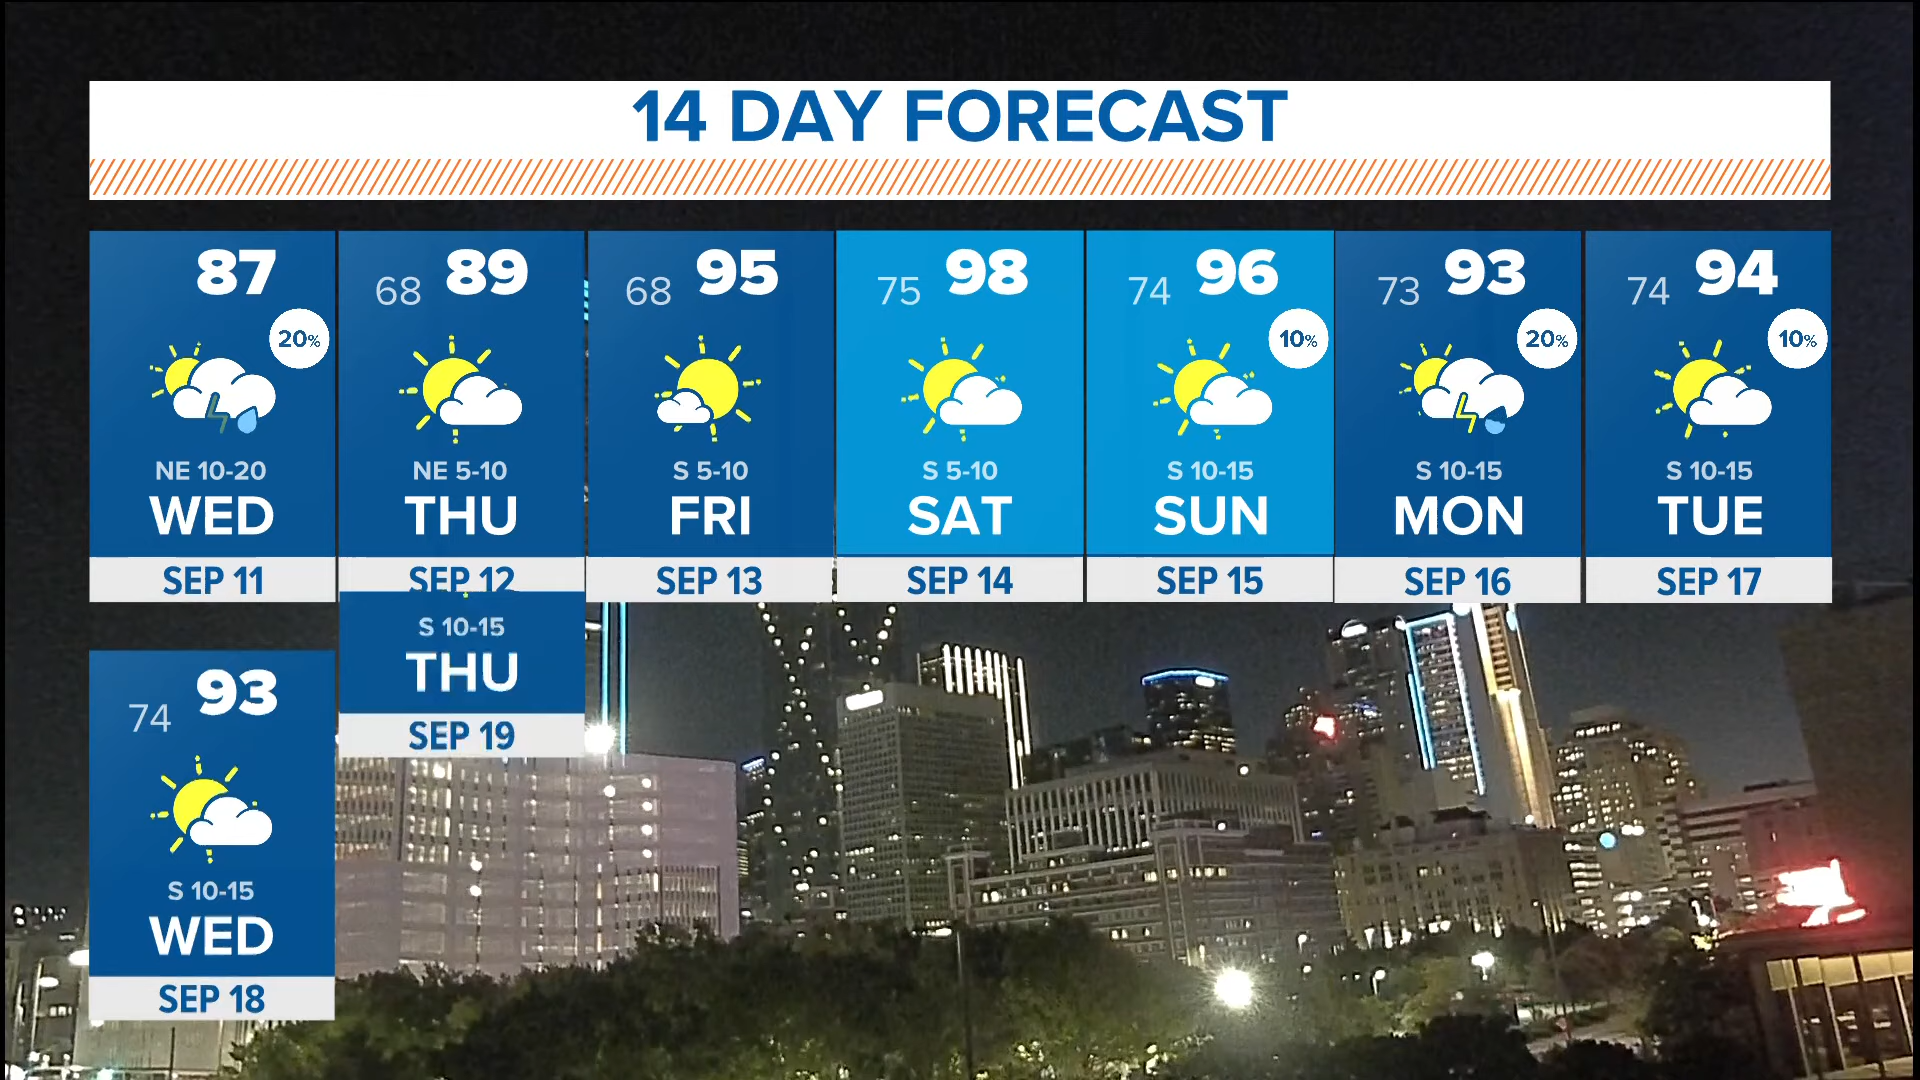 14 DAY FORECAST
87
20%
NE 10-20
WED
SEP 11
68 89
NE 5-10
THU
SEP 12
68 95
S 5-10
FRI
SEP 13
75 98
S 5-10
SAT
SEP 14
74 96
10%
S 10-15
SUN
SEP 15
73 93
20%
S 10-15
MON
SEP 16
74 94
10%
S 10-15
TUE
SEP 17
74 93
S 10-15
WED
SEP 18
S 10-15
THU
SEP 19